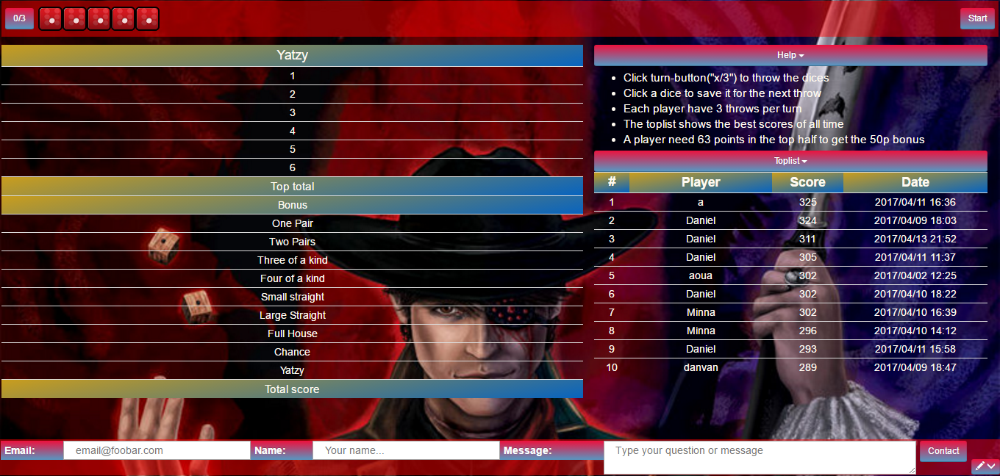 0/3 Start
Yatzy
1
2
3
4
5
6
Top total
Bonus
One Pair
Two Pairs
Three of a kind
Four of a kind
Small straight
Large Straight
Full House
Chance
Yatzy
Total score
Help
Click turn-button("x/3") to throw the dices
Click a dice to save it for the next throw
Each player have 3 throws per turn
The toplist shows the best scores of all time
A player need 63 points in the top half to get the 50p bonus
Toplist
# Player Score Date
1 a 325 2017/04/11 16:36
2 Daniel 324 2017/04/09 18:03
3 Daniel 311 2017/04/13 21:52
4 Daniel 305 2017/04/11 11:37
5 aoua 302 2017/04/02 12:25
6 Daniel 302 2017/04/10 18:22
7 Minna 302 2017/04/10 16:39
8 Minna 296 2017/04/10 14:12
9 Daniel 293 2017/04/11 15:58
10 danvan 289 2017/04/09 18:47
Email: email@foobar.com Name: Your name... Message: Type your question or message Contact